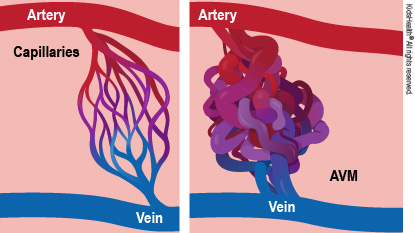 Artery
Capillaries
Vein
Artery
AVM
Vein
KidsHealth® All rights reserved.